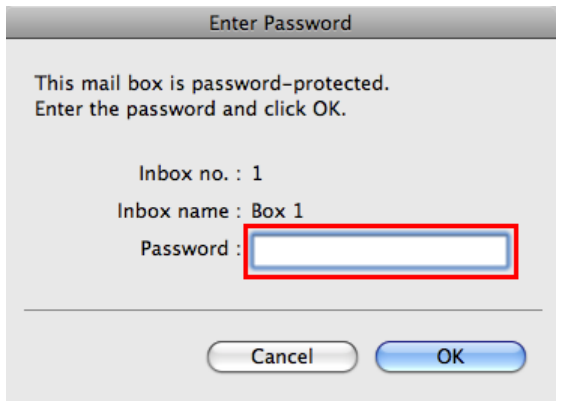 Enter Password
This mail box is password-protected.
Enter the password and click OK.
Inbox no. : 1
Inbox name : Box 1
Password :
Cancel
OK